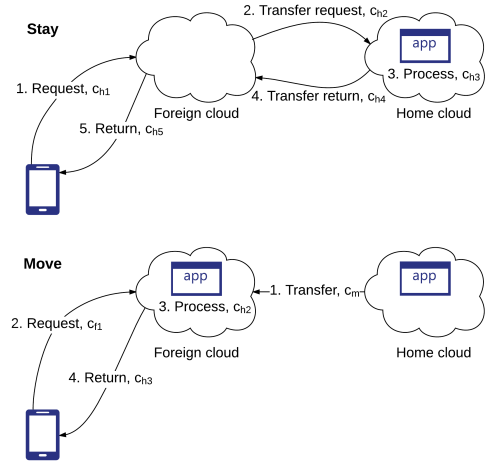 Stay
2. Transfer request, ch2
app
1. Request, ch1
3. Process, ch3
4. Transfer return, ch4
Foreign cloud
Home cloud
5. Return, ch5
Move
app
app
1. Transfer, cm
3. Process, ch2
2. Request, cf1
Foreign cloud
Home cloud
4. Return, ch3